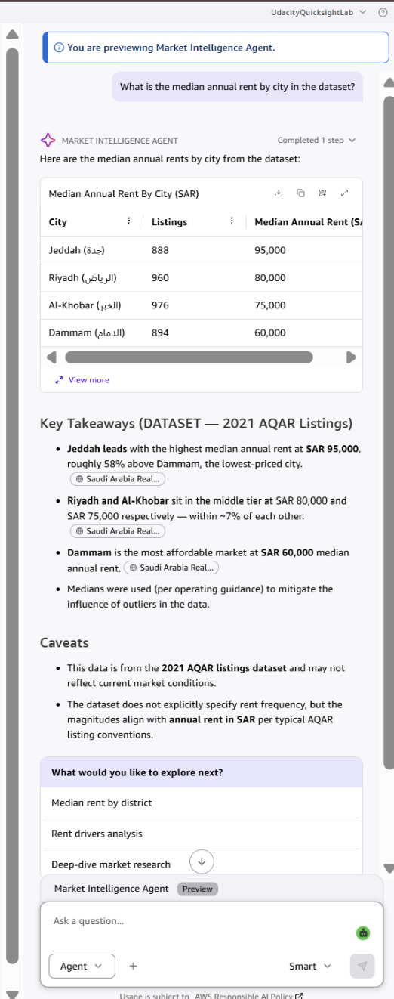 UdacityQuicksightLab
You are previewing Market Intelligence Agent.
What is the median annual rent by city in the dataset?
MARKET INTELLIGENCE AGENT
Completed 1 step
Here are the median annual rents by city from the dataset:
Median Annual Rent By City (SAR)
City Listings Median Annual Rent (SA
Jeddah (جدة) 888 95,000
Riyadh (الرياض) 960 80,000
Al-Khobar (الخبر) 976 75,000
Dammam (الدمام) 894 60,000
View more
Key Takeaways (DATASET — 2021 AQAR Listings)
• Jeddah leads with the highest median annual rent at SAR 95,000,
roughly 58% above Dammam, the lowest-priced city.
Saudi Arabia Real...
• Riyadh and Al-Khobar sit in the middle tier at SAR 80,000 and
SAR 75,000 respectively — within ~7% of each other.
Saudi Arabia Real...
• Dammam is the most affordable market at SAR 60,000 median
annual rent. Saudi Arabia Real...
• Medians were used (per operating guidance) to mitigate the
influence of outliers in the data.
Caveats
• This data is from the 2021 AQAR listings dataset and may not
reflect current market conditions.
• The dataset does not explicitly specify rent frequency, but the
magnitudes align with annual rent in SAR per typical AQAR
listing conventions.
What would you like to explore next?
Median rent by district
Rent drivers analysis
Deep-dive market research
Market Intelligence Agent Preview
Ask a question...
Agent
Smart
Usage is subject to AWS Responsible AI Policy